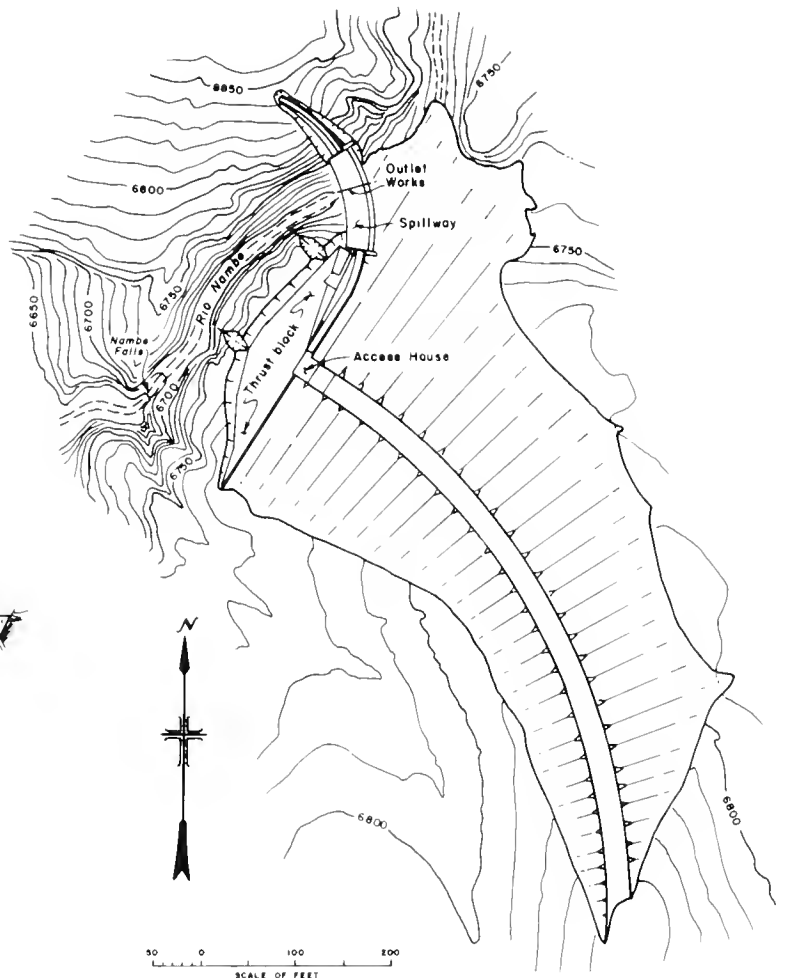 6750
6850
Outlet
Works
6800
Spillway
6750
Rio Nambe
6750
6650
6700
Nambe
Falls
Thrust block
Access House
6700
6750
N
6800
6800
50 0 100 200
SCALE OF FEET